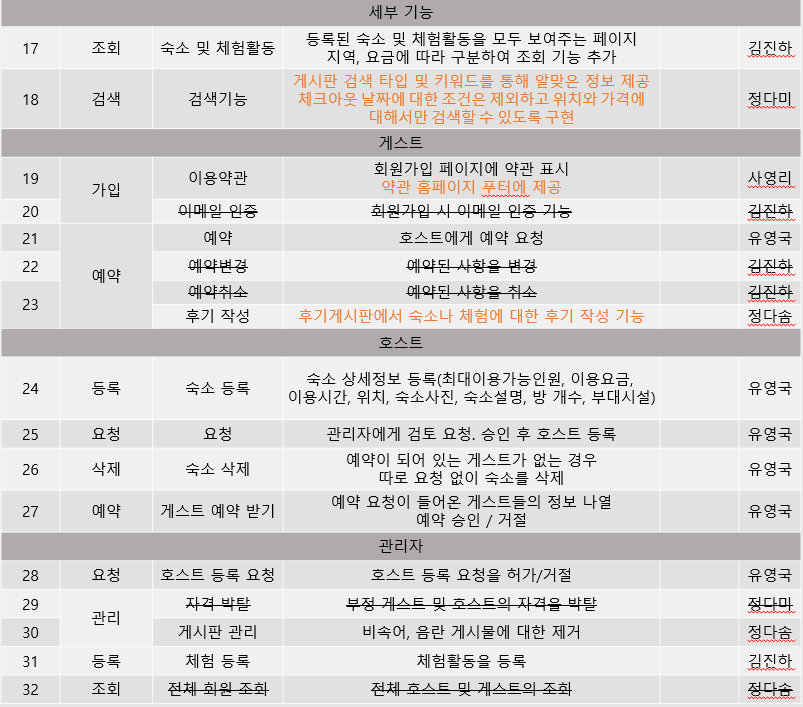 세부 기능
17 조회 숙소 및 체험활동 등록된 숙소 및 체험활동을 모두 보여주는 페이지 김진하
지역, 요금에 따라 구분하여 조회 기능 추가
18 검색 검색기능 게시판 검색 타입 및 키워드를 통해 알맞은 정보 제공 정다미
체크아웃 날짜에 대한 조건은 제외하고 위치와 가격에
대해서만 검색할 수 있도록 구현
게스트
19 가입 이용약관 회원가입 페이지에 약관 표시 사영리
약관 홈페이지 푸터에 제공
20 이메일 인증 회원가입 시 이메일 인증 기능 김진하
21 예약 예약 호스트에게 예약 요청 유영국
22 예약변경 예약된 사항을 변경 김진하
23 예약취소 예약된 사항을 취소 김진하
후기 작성 후기게시판에서 숙소나 체험에 대한 후기 작성 기능 정다솜
호스트
24 등록 숙소 등록 숙소 상세정보 등록(최대이용가능인원, 이용요금, 유영국
이용시간, 위치, 숙소사진, 숙소설명, 방 개수, 부대시설)
25 요청 요청 관리자에게 검토 요청. 승인 후 호스트 등록 유영국
26 삭제 숙소 삭제 예약이 되어 있는 게스트가 없는 경우 유영국
따로 요청 없이 숙소를 삭제
27 예약 게스트 예약 받기 예약 요청이 들어온 게스트들의 정보 나열 유영국
예약 승인 / 거절
관리자
28 요청 호스트 등록 요청 호스트 등록 요청을 허가/거절 유영국
29 관리 자격 박탈 부정 게스트 및 호스트의 자격을 박탈 정다미
30 게시판 관리 비속어, 음란 게시물에 대한 제거 정다솜
31 등록 체험 등록 체험활동을 등록 김진하
32 조회 전체 회원 조회 전체 호스트 및 게스트의 조회 정다솜